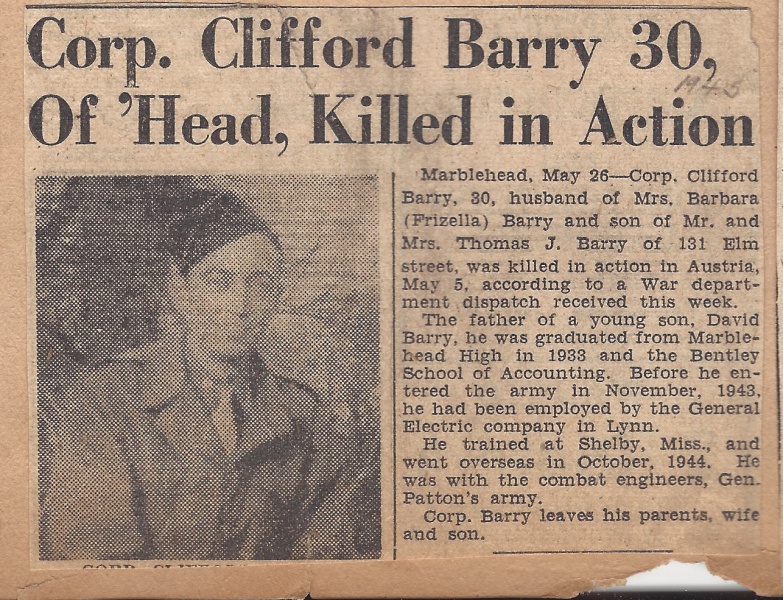 Corp. Clifford Barry 30,
1945
Of 'Head, Killed in Action
Marblehead, May 26—Corp. Clifford
Barry, 30, husband of Mrs. Barbara
(Frizella) Barry and son of Mr. and
Mrs. Thomas J. Barry of 131 Elm
street, was killed in action in Austria,
May 5, according to a War depart-
ment dispatch received this week.
The father of a young son, David
Barry, he was graduated from Marble-
head High in 1933 and the Bentley
School of Accounting. Before he en-
tered the army in November, 1943,
he had been employed by the General
Electric company in Lynn.
He trained at Shelby, Miss., and
went overseas in October, 1944. He
was with the combat engineers, Gen.
Patton's army.
Corp. Barry leaves his parents, wife
and son.